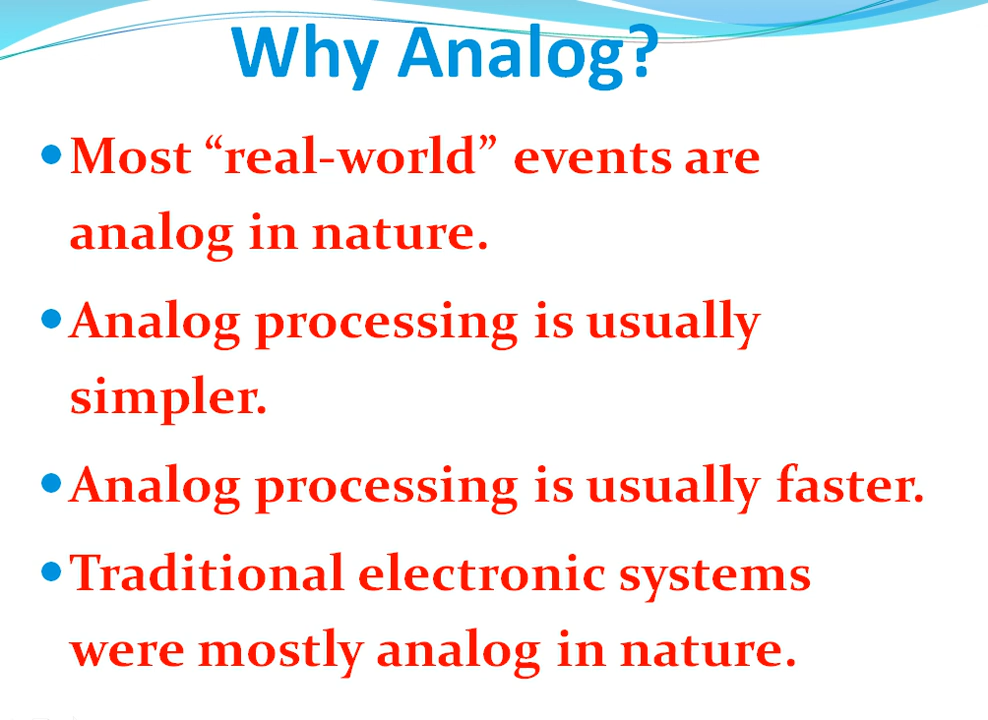 Why Analog?
•Most “real-world” events are
analog in nature.
•Analog processing is usually
simpler.
•Analog processing is usually faster.
•Traditional electronic systems
were mostly analog in nature.